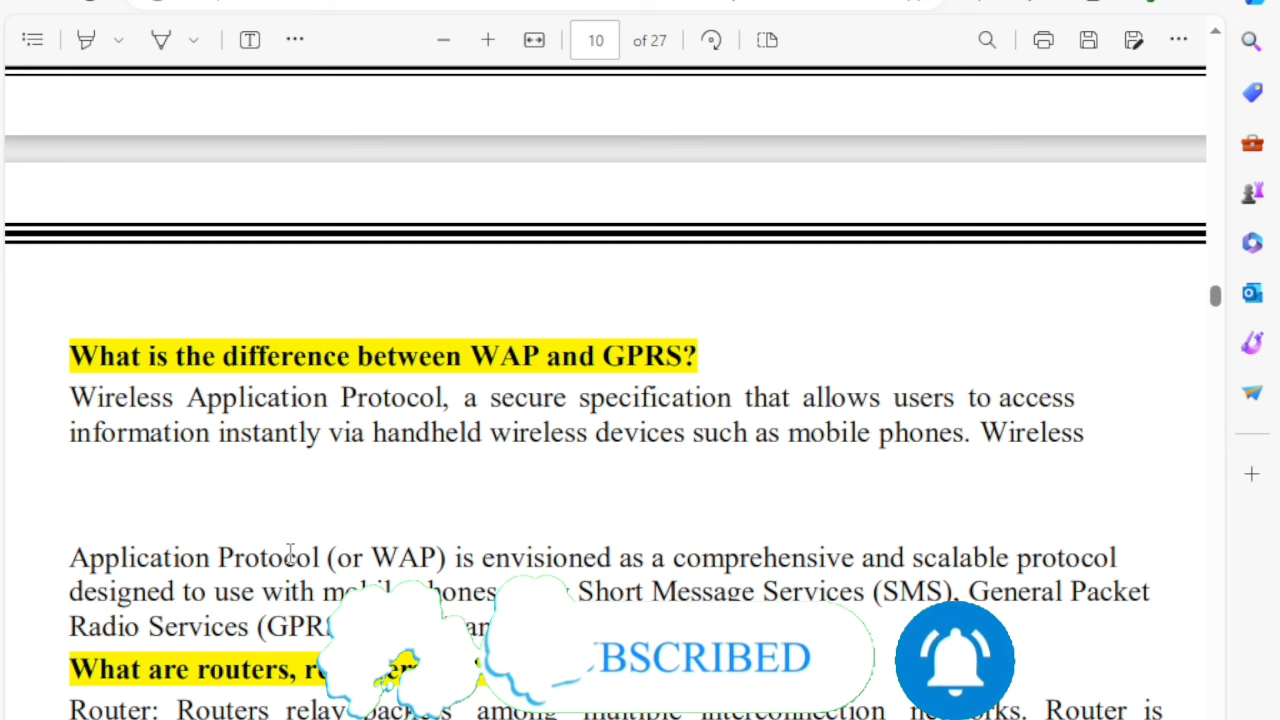 10 of 27
What is the difference between WAP and GPRS?
Wireless Application Protocol, a secure specification that allows users to access
information instantly via handheld wireless devices such as mobile phones. Wireless
Application Protocol (or WAP) is envisioned as a comprehensive and scalable protocol
designed to use with Short Message Services (SMS), General Packet
Radio Services
What are routers,
BSCRIBED
Router: Routers relay packets among multiple interconnection Router is